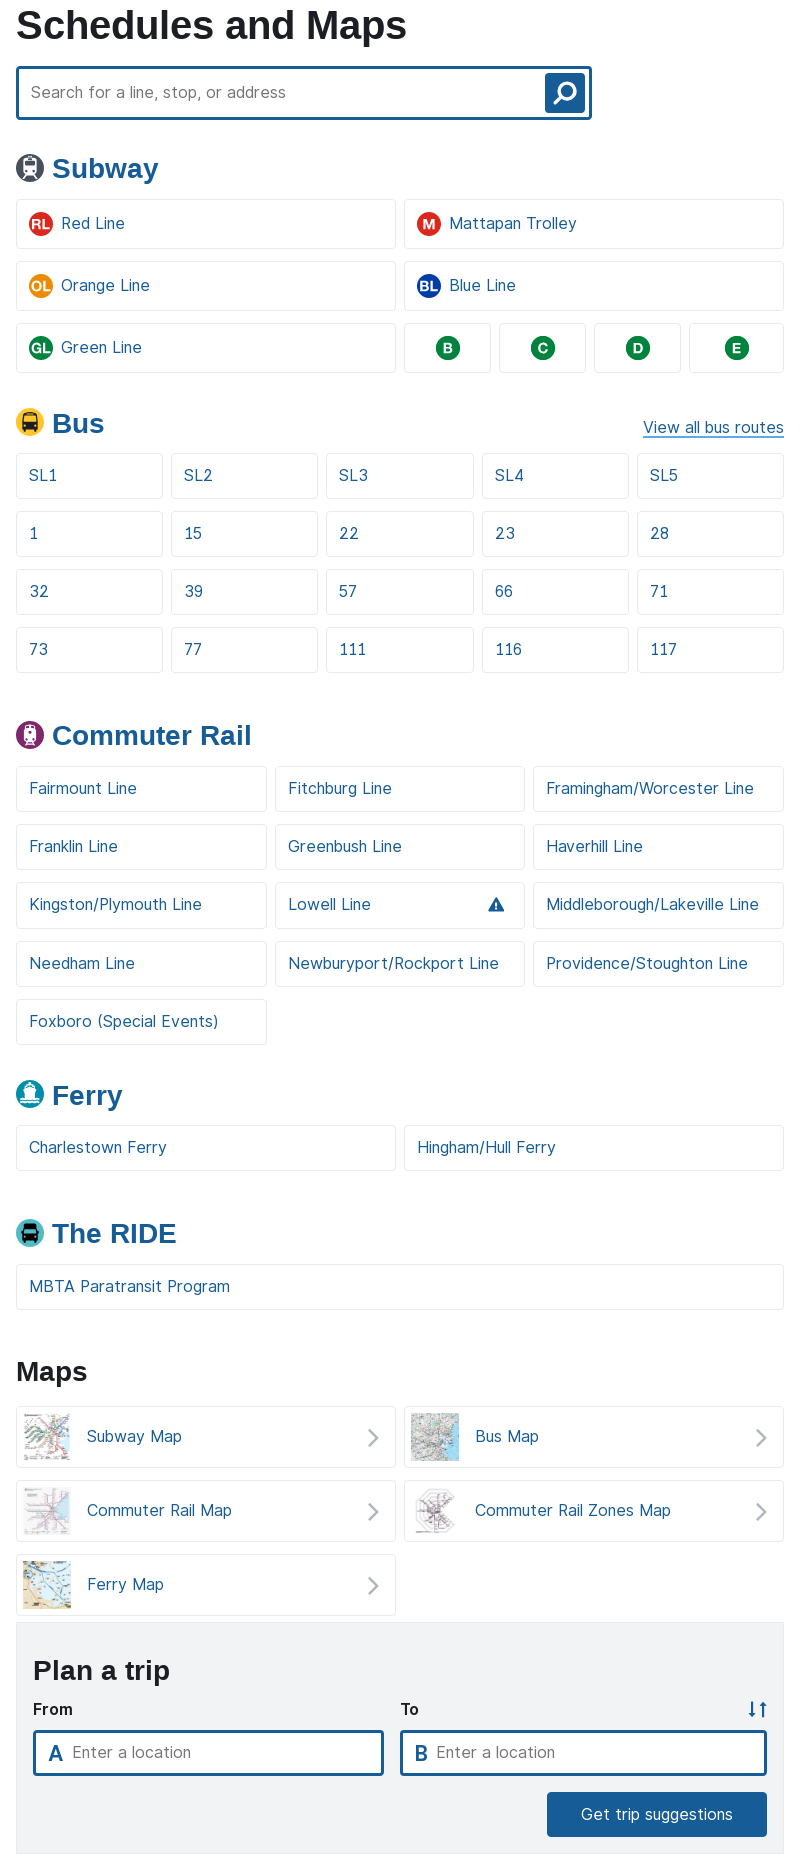 Schedules and Maps
Search for a line, stop, or address
Subway
RL Red Line
M Mattapan Trolley
OL Orange Line
BL Blue Line
GL Green Line
B
C
D
E
Bus
View all bus routes
SL1
SL2
SL3
SL4
SL5
1
15
22
23
28
32
39
57
66
71
73
77
111
116
117
Commuter Rail
Fairmount Line
Fitchburg Line
Framingham/Worcester Line
Franklin Line
Greenbush Line
Haverhill Line
Kingston/Plymouth Line
Lowell Line
Middleborough/Lakeville Line
Needham Line
Newburyport/Rockport Line
Providence/Stoughton Line
Foxboro (Special Events)
Ferry
Charlestown Ferry
Hingham/Hull Ferry
The RIDE
MBTA Paratransit Program
Maps
Subway Map
Bus Map
Commuter Rail Map
Commuter Rail Zones Map
Ferry Map
Plan a trip
From
To
A Enter a location
B Enter a location
Get trip suggestions